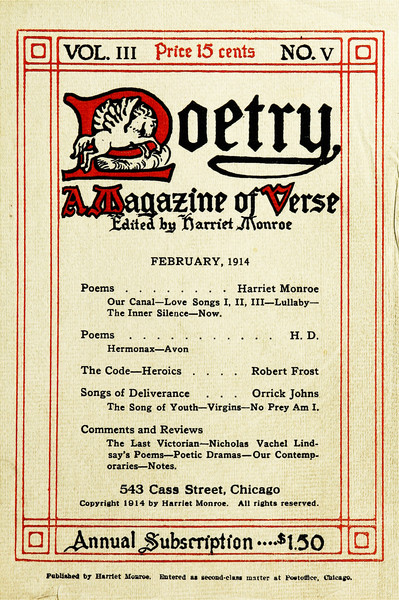 VOL. III Price 15 cents NO. V
Poetry
A Magazine of Verse
Edited by Harriet Monroe
FEBRUARY, 1914
Poems . . . . . . . . Harriet Monroe
Our Canal—Love Songs I, II, III—Lullaby—
The Inner Silence—Now.
Poems . . . . . . . . . . . H. D.
Hermonax—Avon
The Code—Heroics . . . . Robert Frost
Songs of Deliverance . . . Orrick Johns
The Song of Youth—Virgins—No Prey Am I.
Comments and Reviews
The Last Victorian—Nicholas Vachel Lind-
say's Poems—Poetic Dramas—Our Contemp-
oraries—Notes.
543 Cass Street, Chicago
Copyright 1914 by Harriet Monroe. All rights reserved.
Annual Subscription ....$1.50
Published by Harriet Monroe. Entered as second-class matter at Postoffice, Chicago.